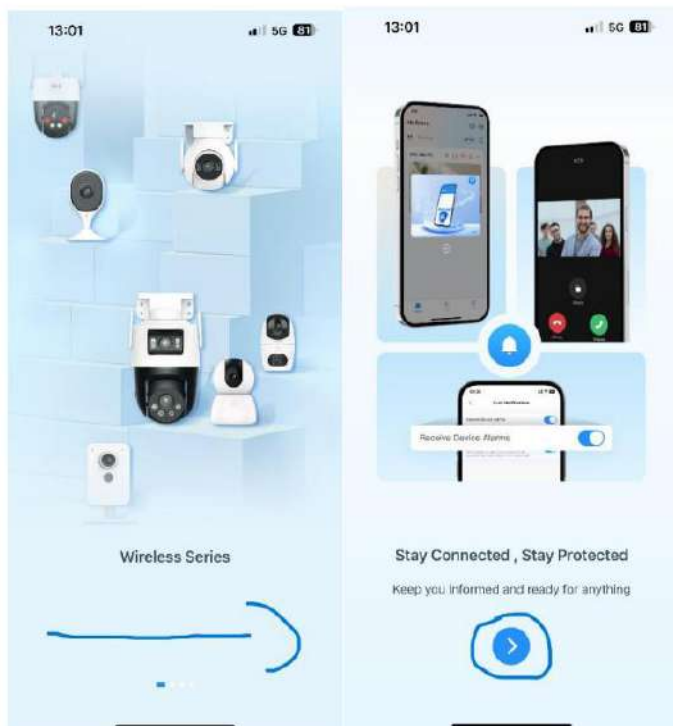 13:01
5G 81
Wireless Series
13:01
5G 81
Receive Device Alarms
Stay Connected , Stay Protected
Keep you informed and ready for anything